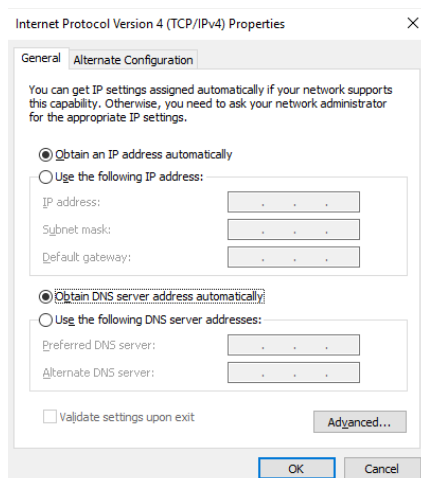 Internet Protocol Version 4 (TCP/IPv4) Properties
General
Alternate Configuration
You can get IP settings assigned automatically if your network supports
this capability. Otherwise, you need to ask your network administrator
for the appropriate IP settings.
Obtain an IP address automatically
Use the following IP address:
IP address:
Subnet mask:
Default gateway:
Obtain DNS server address automatically
Use the following DNS server addresses:
Preferred DNS server:
Alternate DNS server:
Validate settings upon exit
Advanced...
OK
Cancel